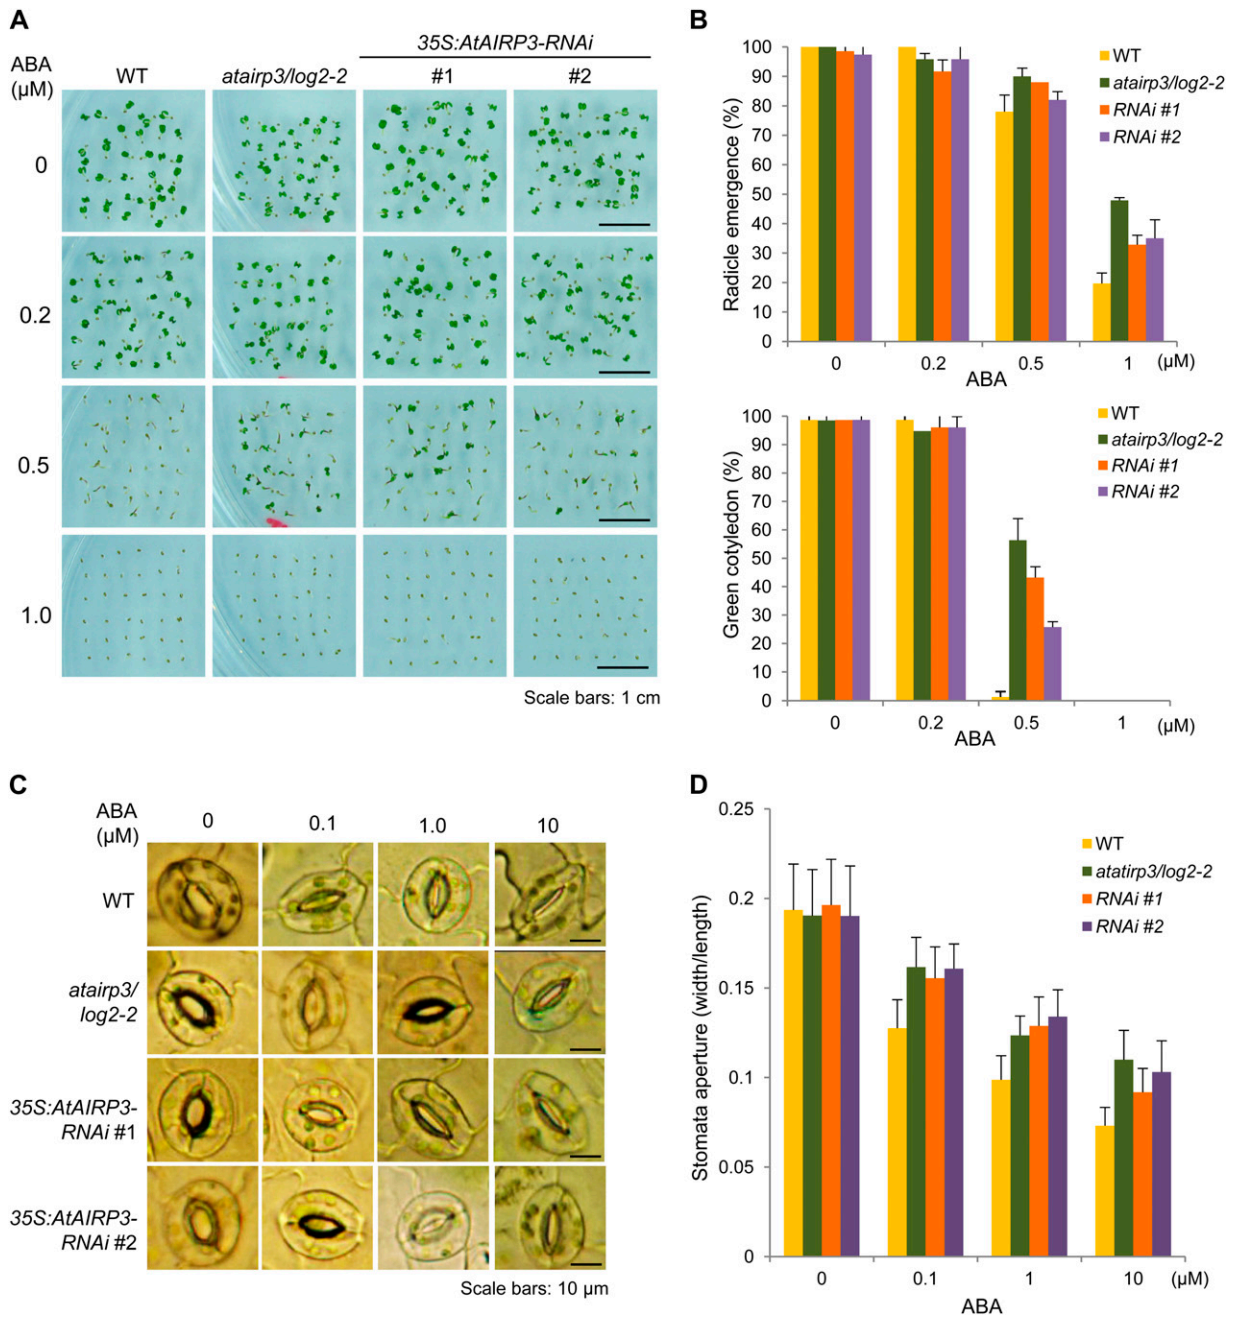 A
35S:AtAIRP3-RNAi
ABA
(µM)
WT
atairp3/log2-2
#1
#2
0
0.2
0.5
1.0
Scale bars: 1 cm
B
100
90
80
70
60
50
40
30
20
10
0
Radicle emergence (%)
WT
atairp3/log2-2
RNAi #1
RNAi #2
0
0.2
0.5
1
(µM)
ABA
100
90
80
70
60
50
40
30
20
10
0
Green cotyledon (%)
WT
atairp3/log2-2
RNAi #1
RNAi #2
0
0.2
0.5
1
(µM)
ABA
C
ABA
(µM)
0
0.1
1.0
10
WT
atairp3/
log2-2
35S:AtAIRP3-
RNAi #1
35S:AtAIRP3-
RNAi #2
Scale bars: 10 µm
D
0.25
0.2
0.15
0.1
0.05
0
Stomata aperture (width/length)
WT
atatirp3/log2-2
RNAi #1
RNAi #2
0
0.1
1
10
(µM)
ABA